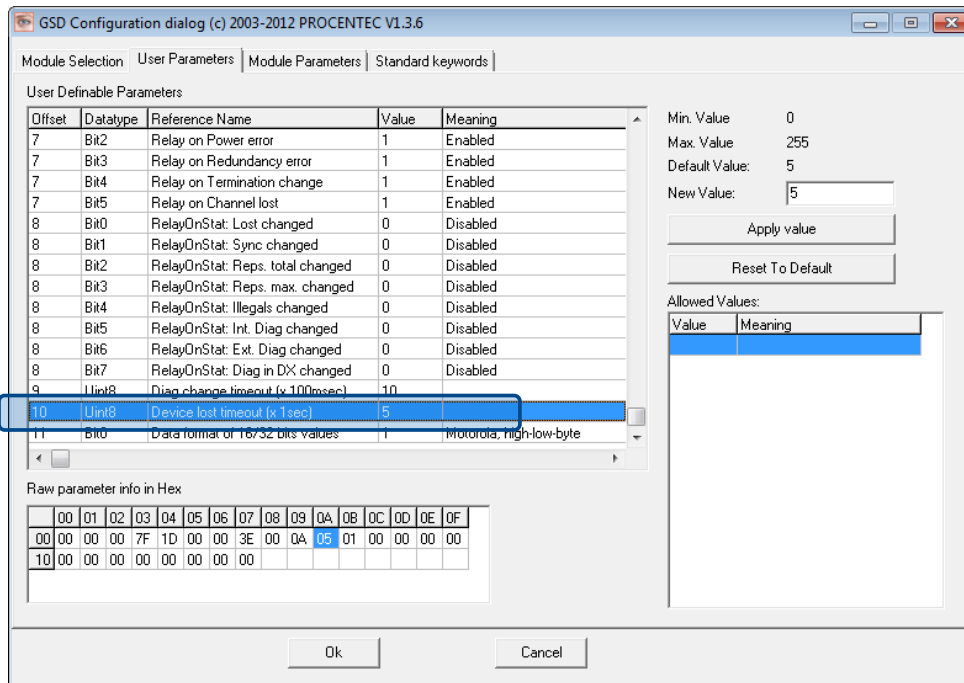 GSD Configuration dialog (c) 2003-2012 PROCENTEC V1.3.6
Module Selection User Parameters Module Parameters Standard keywords
User Definable Parameters
Offset Datatype Reference Name Value Meaning
7 Bit2 Relay on Power error 1 Enabled
7 Bit3 Relay on Redundancy error 1 Enabled
7 Bit4 Relay on Termination change 1 Enabled
7 Bit5 Relay on Channel lost 1 Enabled
8 Bit0 RelayOnStat: Lost changed 0 Disabled
8 Bit1 RelayOnStat: Sync changed 0 Disabled
8 Bit2 RelayOnStat: Reps. total changed 0 Disabled
8 Bit3 RelayOnStat: Reps. max. changed 0 Disabled
8 Bit4 RelayOnStat: Illegals changed 0 Disabled
8 Bit5 RelayOnStat: Int. Diag changed 0 Disabled
8 Bit6 RelayOnStat: Ext. Diag changed 0 Disabled
8 Bit7 RelayOnStat: Diag in DX changed 0 Disabled
9 Uint8 Diag change timeout (x 100msec) 10
10 Uint8 Device lost timeout (x 1sec) 5
11 Bit0 Data format of 16/32 bits values 1 Motorola, high-low-byte
Min. Value 0
Max. Value 255
Default Value: 5
New Value: 5
Apply value
Reset To Default
Allowed Values:
Value Meaning
Raw parameter info in Hex
00 01 02 03 04 05 06 07 08 09 0A 0B 0C 0D 0E 0F
00 00 00 00 7F 1D 00 00 3E 00 0A 05 01 00 00 00 00
10 00 00 00 00 00 00 00 00
Ok Cancel